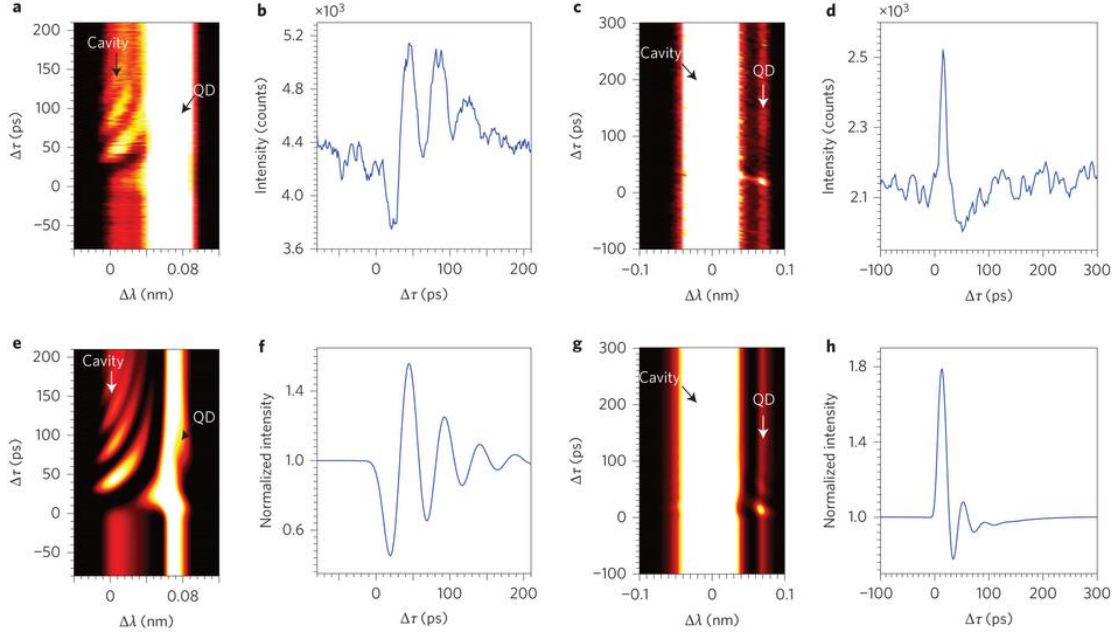 a
200
150
100
50
0
−50
Δτ (ps)
Cavity
QD
0
0.08
Δλ (nm)
b
×10³
5.2
4.8
4.4
4.0
3.6
Intensity (counts)
0
100
200
Δτ (ps)
c
300
200
100
0
−100
Δτ (ps)
Cavity
QD
−0.1
0
0.1
Δλ (nm)
d
×10³
2.5
2.3
2.1
Intensity (counts)
−100
0
100
200
300
Δτ (ps)
e
200
150
100
50
0
−50
Δτ (ps)
Cavity
QD
0
0.08
Δλ (nm)
f
1.4
1.0
0.6
Normalized intensity
0
100
200
Δτ (ps)
g
300
200
100
0
−100
Δτ (ps)
Cavity
QD
−0.1
0
0.1
Δλ (nm)
h
1.8
1.4
1.0
Normalized intensity
−100
0
100
200
300
Δτ (ps)